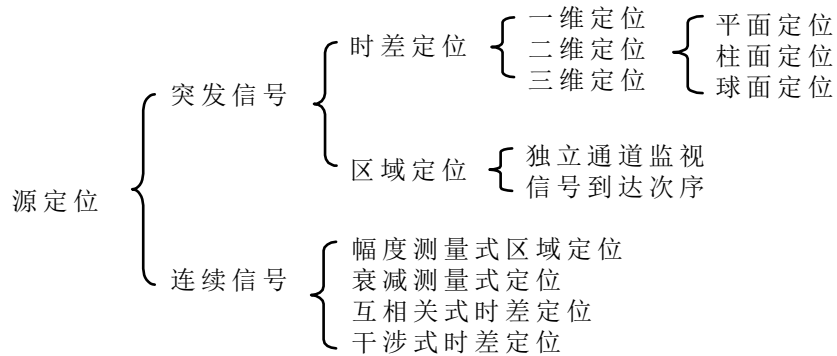 源定位
突发信号
时差定位
一维定位
二维定位
三维定位
平面定位
柱面定位
球面定位
区域定位
独立通道监视
信号到达次序
连续信号
幅度测量式区域定位
衰减测量式定位
互相关式时差定位
干涉式时差定位